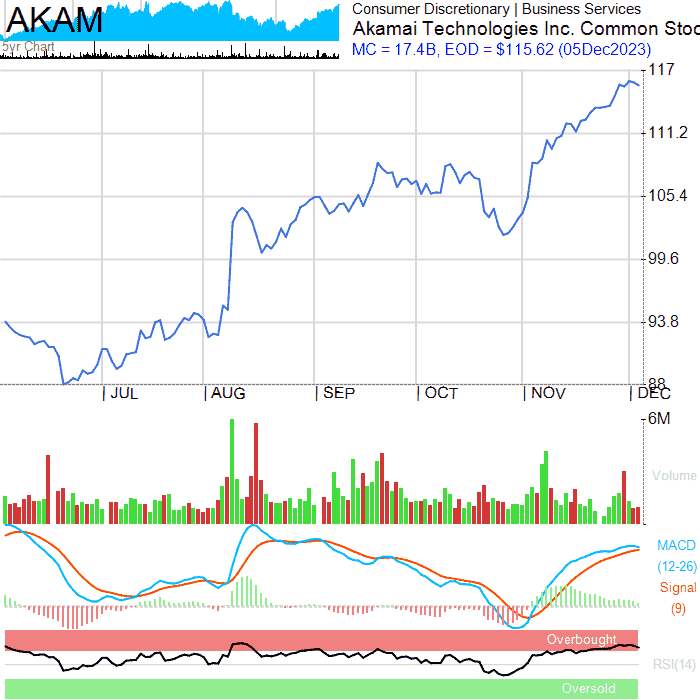 AKAM
5yr Chart
Consumer Discretionary | Business Services
Akamai Technologies Inc. Common Stoc
MC = 17.4B, EOD = $115.62 (05Dec2023)
117
111.2
105.4
99.6
93.8
88
| JUL | AUG | SEP | OCT | NOV | DEC
6M
Volume
MACD
(12-26)
Signal
(9)
Overbought
RSI(14)
Oversold